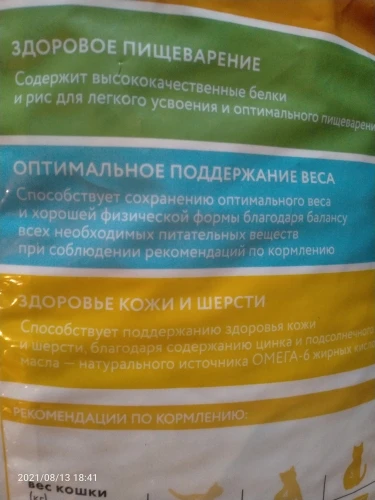 ЗДОРОВОЕ ПИЩЕВАРЕНИЕ
Содержит высококачественные белки
и рис для легкого усвоения и оптимального пищеварени
ОПТИМАЛЬНОЕ ПОДДЕРЖАНИЕ ВЕСА
Способствует сохранению оптимального веса
и хорошей физической формы благодаря балансу
всех необходимых питательных веществ
при соблюдении рекомендаций по кормлению
ЗДОРОВЬЕ КОЖИ И ШЕРСТИ
Способствует поддержанию здоровья кожи
и шерсти, благодаря содержанию цинка и подсолнечного
масла — натурального источника ОМЕГА-6 жирных кисло
РЕКОМЕНДАЦИИ ПО КОРМЛЕНИЮ:
2021/08/13 18:41
вес кошки
(кг)